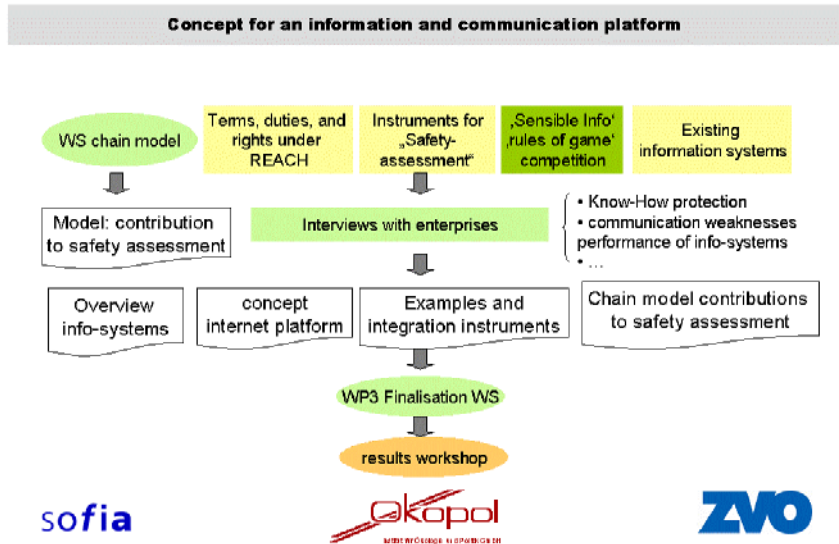 Concept for an information and communication platform
WS chain model
Terms, duties, and
rights under
REACH
Instruments for
„Safety-
assessment“
‚Sensible Info‘
‚rules of game‘
competition
Existing
information systems
Model: contribution
to safety assessment
Interviews with enterprises
• Know-How protection
• communication weaknesses
performance of info-systems
• ...
Overview
info-systems
concept
internet platform
Examples and
integration instruments
Chain model contributions
to safety assessment
WP3 Finalisation WS
results workshop
sofia
Ökopol
ZVO